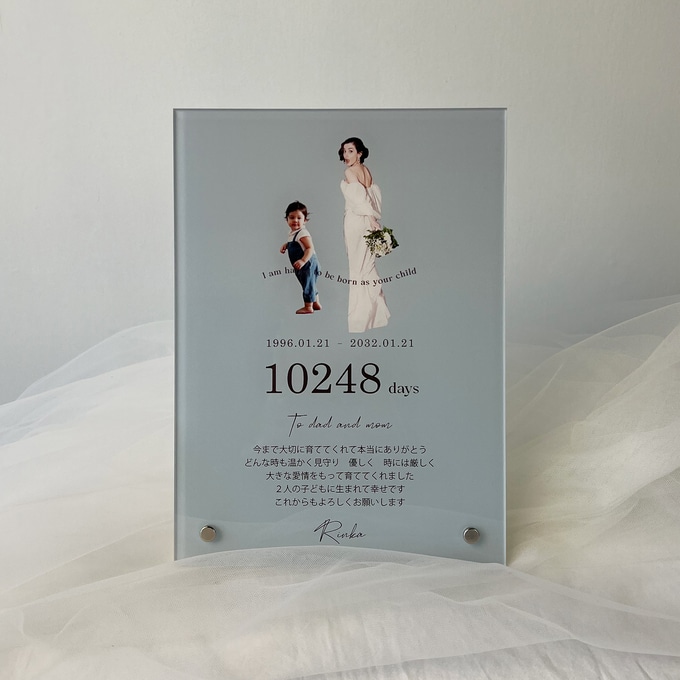 I am ha to be born as your child
1996.01.21 - 2032.01.21
10248 days
To dad and mom
今まで大切に育ててくれて本当にありがとう
どんな時も温かく見守り 優しく 時には厳しく
大きな愛情をもって育ててくれました
2人の子どもに生まれて幸せです
これからもよろしくお願いします
Rinka